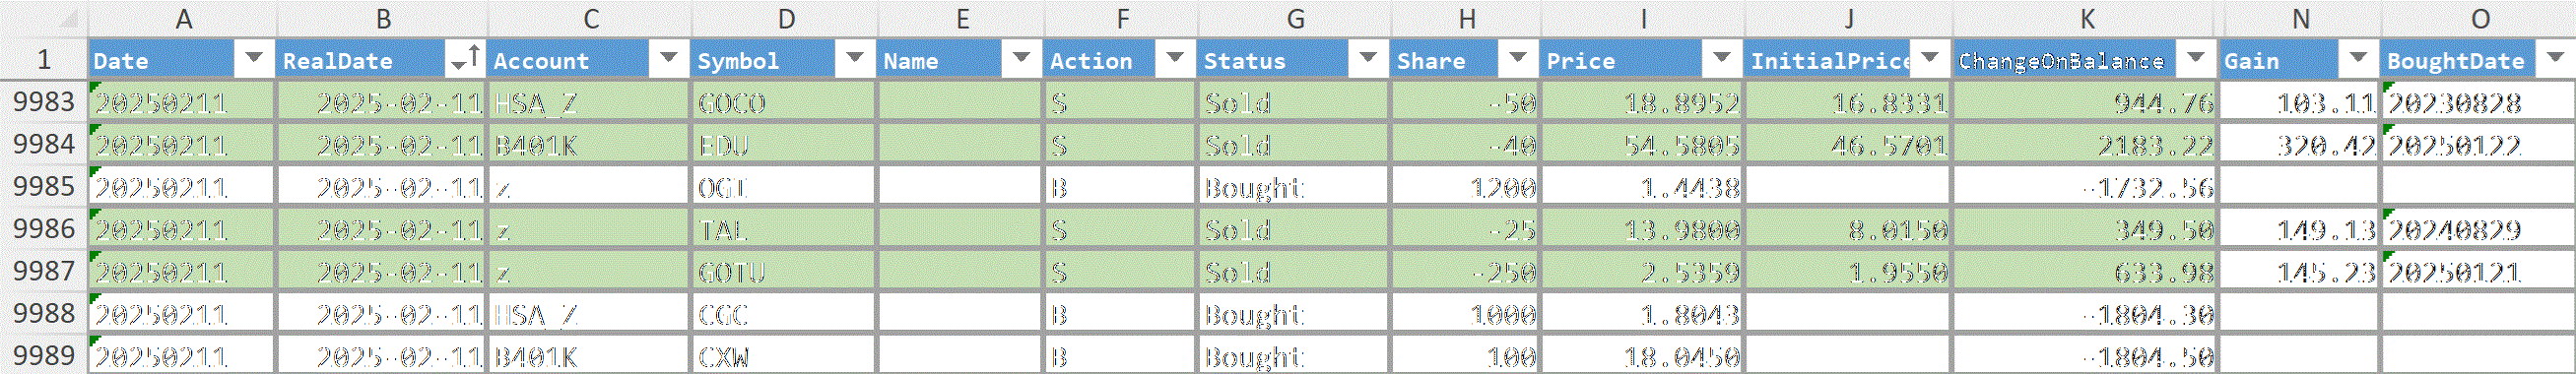 A B C D E F G H I J K N O
1 Date RealDate Account Symbol Name Action Status Share Price InitialPrice ChangeOnBalance Gain BoughtDate
9983 20250211 2025-02-11 HSA_Z GOCO S Sold -50 18.8952 16.8331 944.76 103.11 20230828
9984 20250211 2025-02-11 B401K EDU S Sold -40 54.5805 46.5701 2183.22 320.42 20250122
9985 20250211 2025-02-11 z OGI B Bought 1200 1.4438 -1732.56
9986 20250211 2025-02-11 z TAL S Sold -25 13.9800 8.0150 349.50 149.13 20240829
9987 20250211 2025-02-11 z GOTU S Sold -250 2.5359 1.9550 633.98 145.23 20250121
9988 20250211 2025-02-11 HSA_Z CGC B Bought 1000 1.8043 -1804.30
9989 20250211 2025-02-11 B401K CXW B Bought 100 18.0450 -1804.50